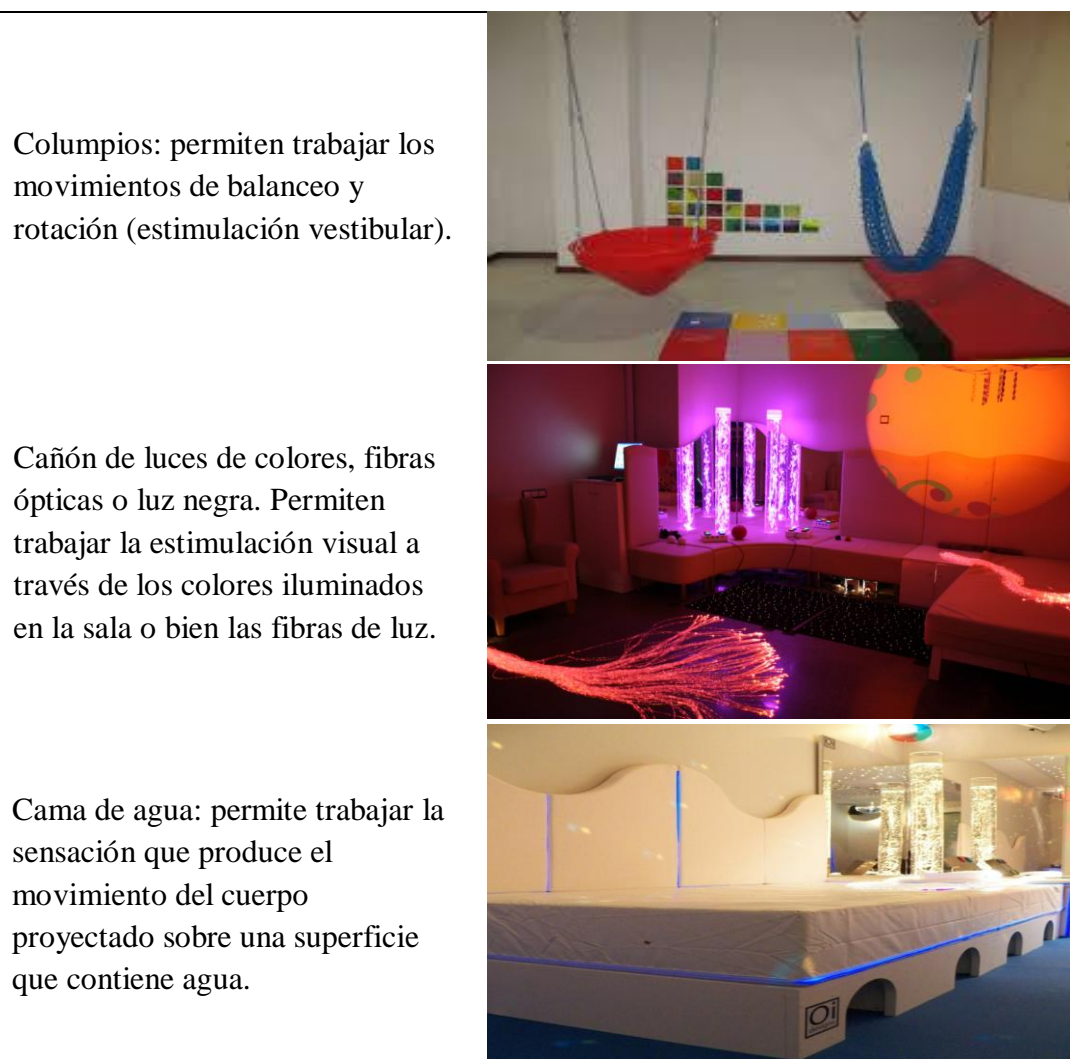 Columpios: permiten trabajar los
movimientos de balanceo y
rotación (estimulación vestibular).
Cañón de luces de colores, fibras
ópticas o luz negra. Permiten
trabajar la estimulación visual a
través de los colores iluminados
en la sala o bien las fibras de luz.
Cama de agua: permite trabajar la
sensación que produce el
movimiento del cuerpo
proyectado sobre una superficie
que contiene agua.
Oi